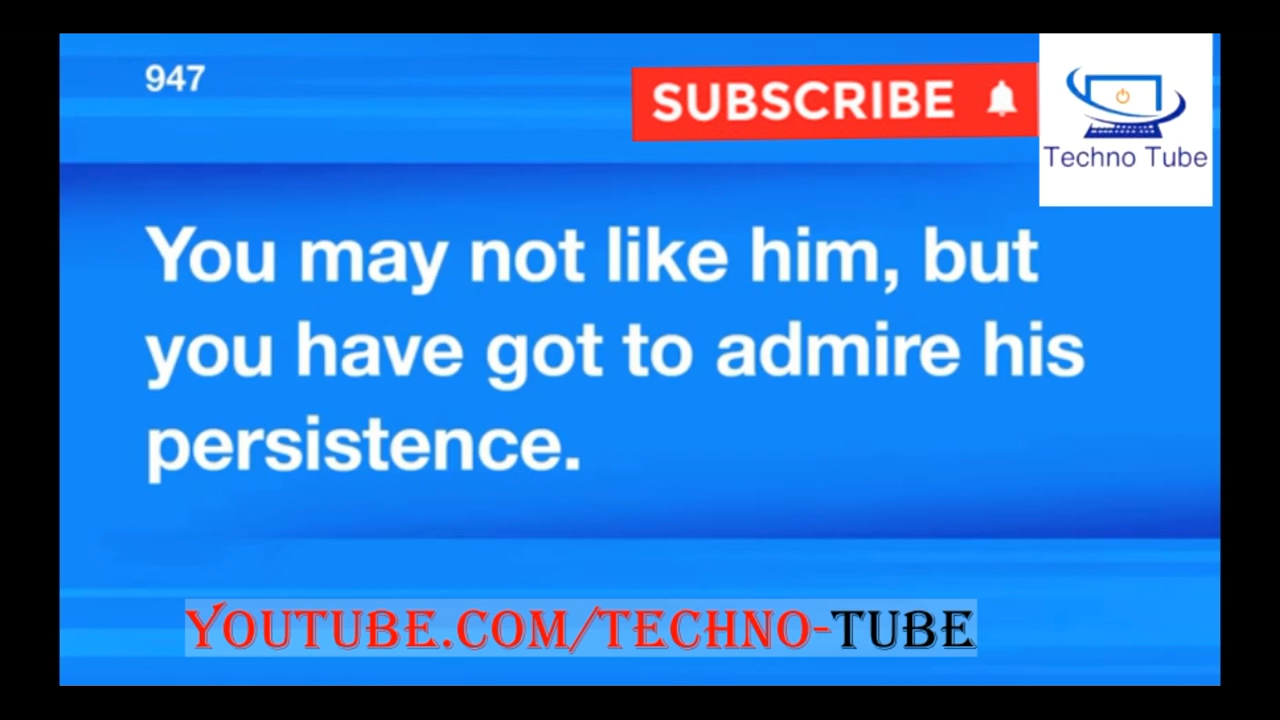 947
SUBSCRIBE
Techno Tube
You may not like him, but
you have got to admire his
persistence.
YOUTUBE.COM/TECHNO-TUBE